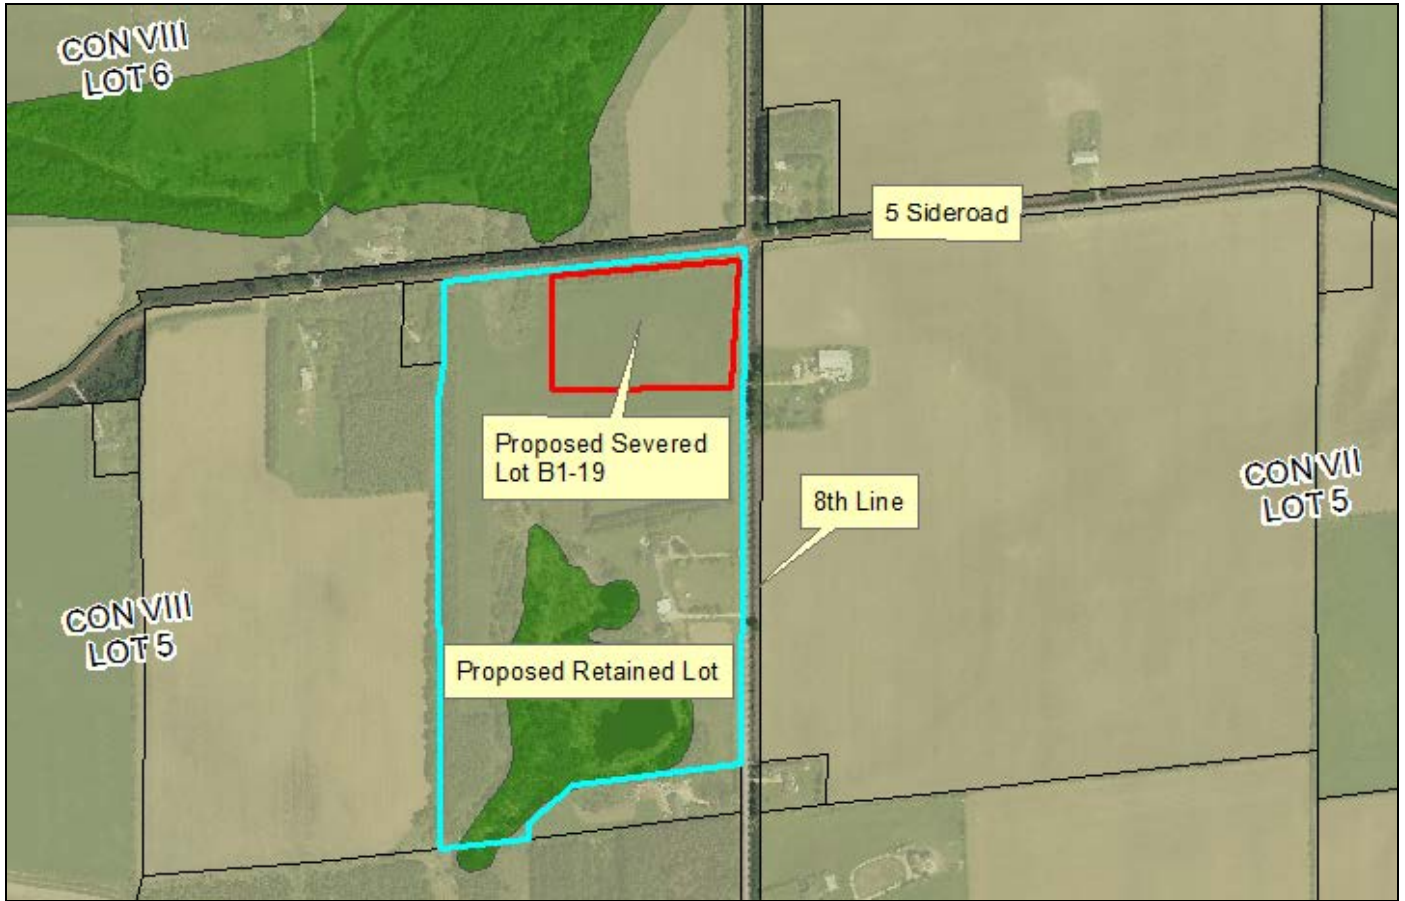 CON VIII
LOT 6
5 Sideroad
Proposed Severed
Lot B1-19
CON VII
LOT 5
8th Line
CON VIII
LOT 5
Proposed Retained Lot